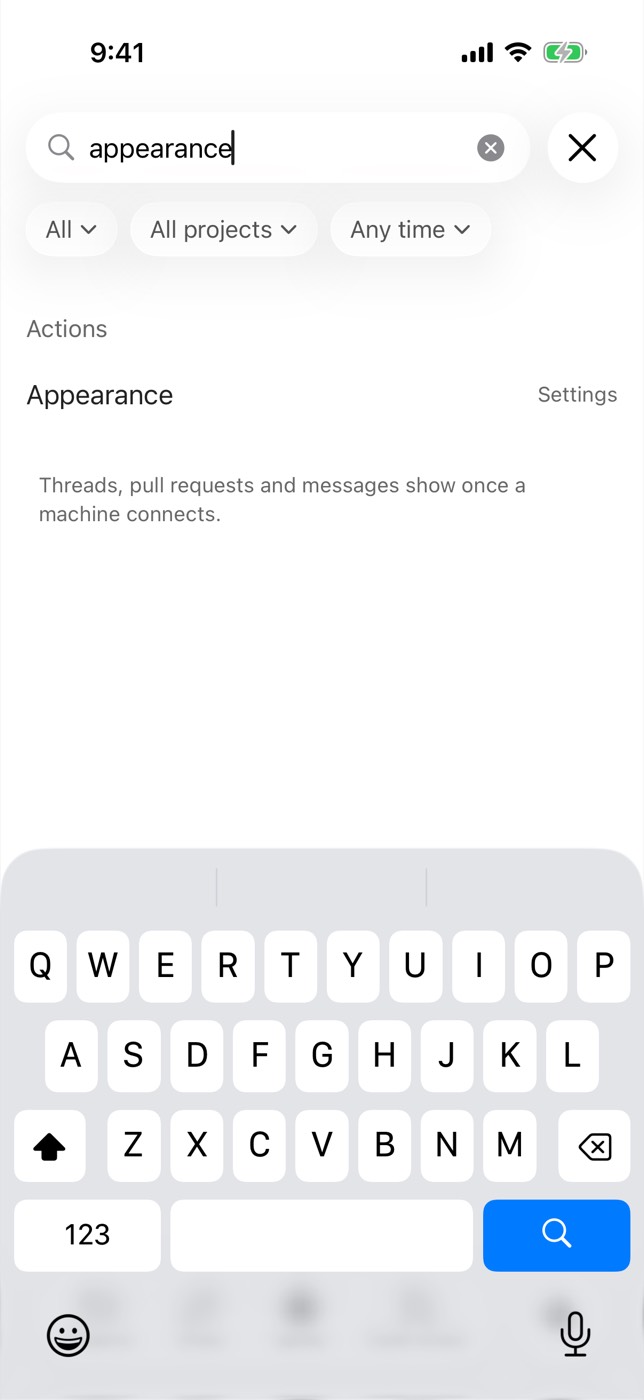 9:41
appearance
All
All projects
Any time
Actions
Appearance
Settings
Threads, pull requests and messages show once a
machine connects.
Q W E R T Y U I O P
A S D F G H J K L
Z X C V B N M
123